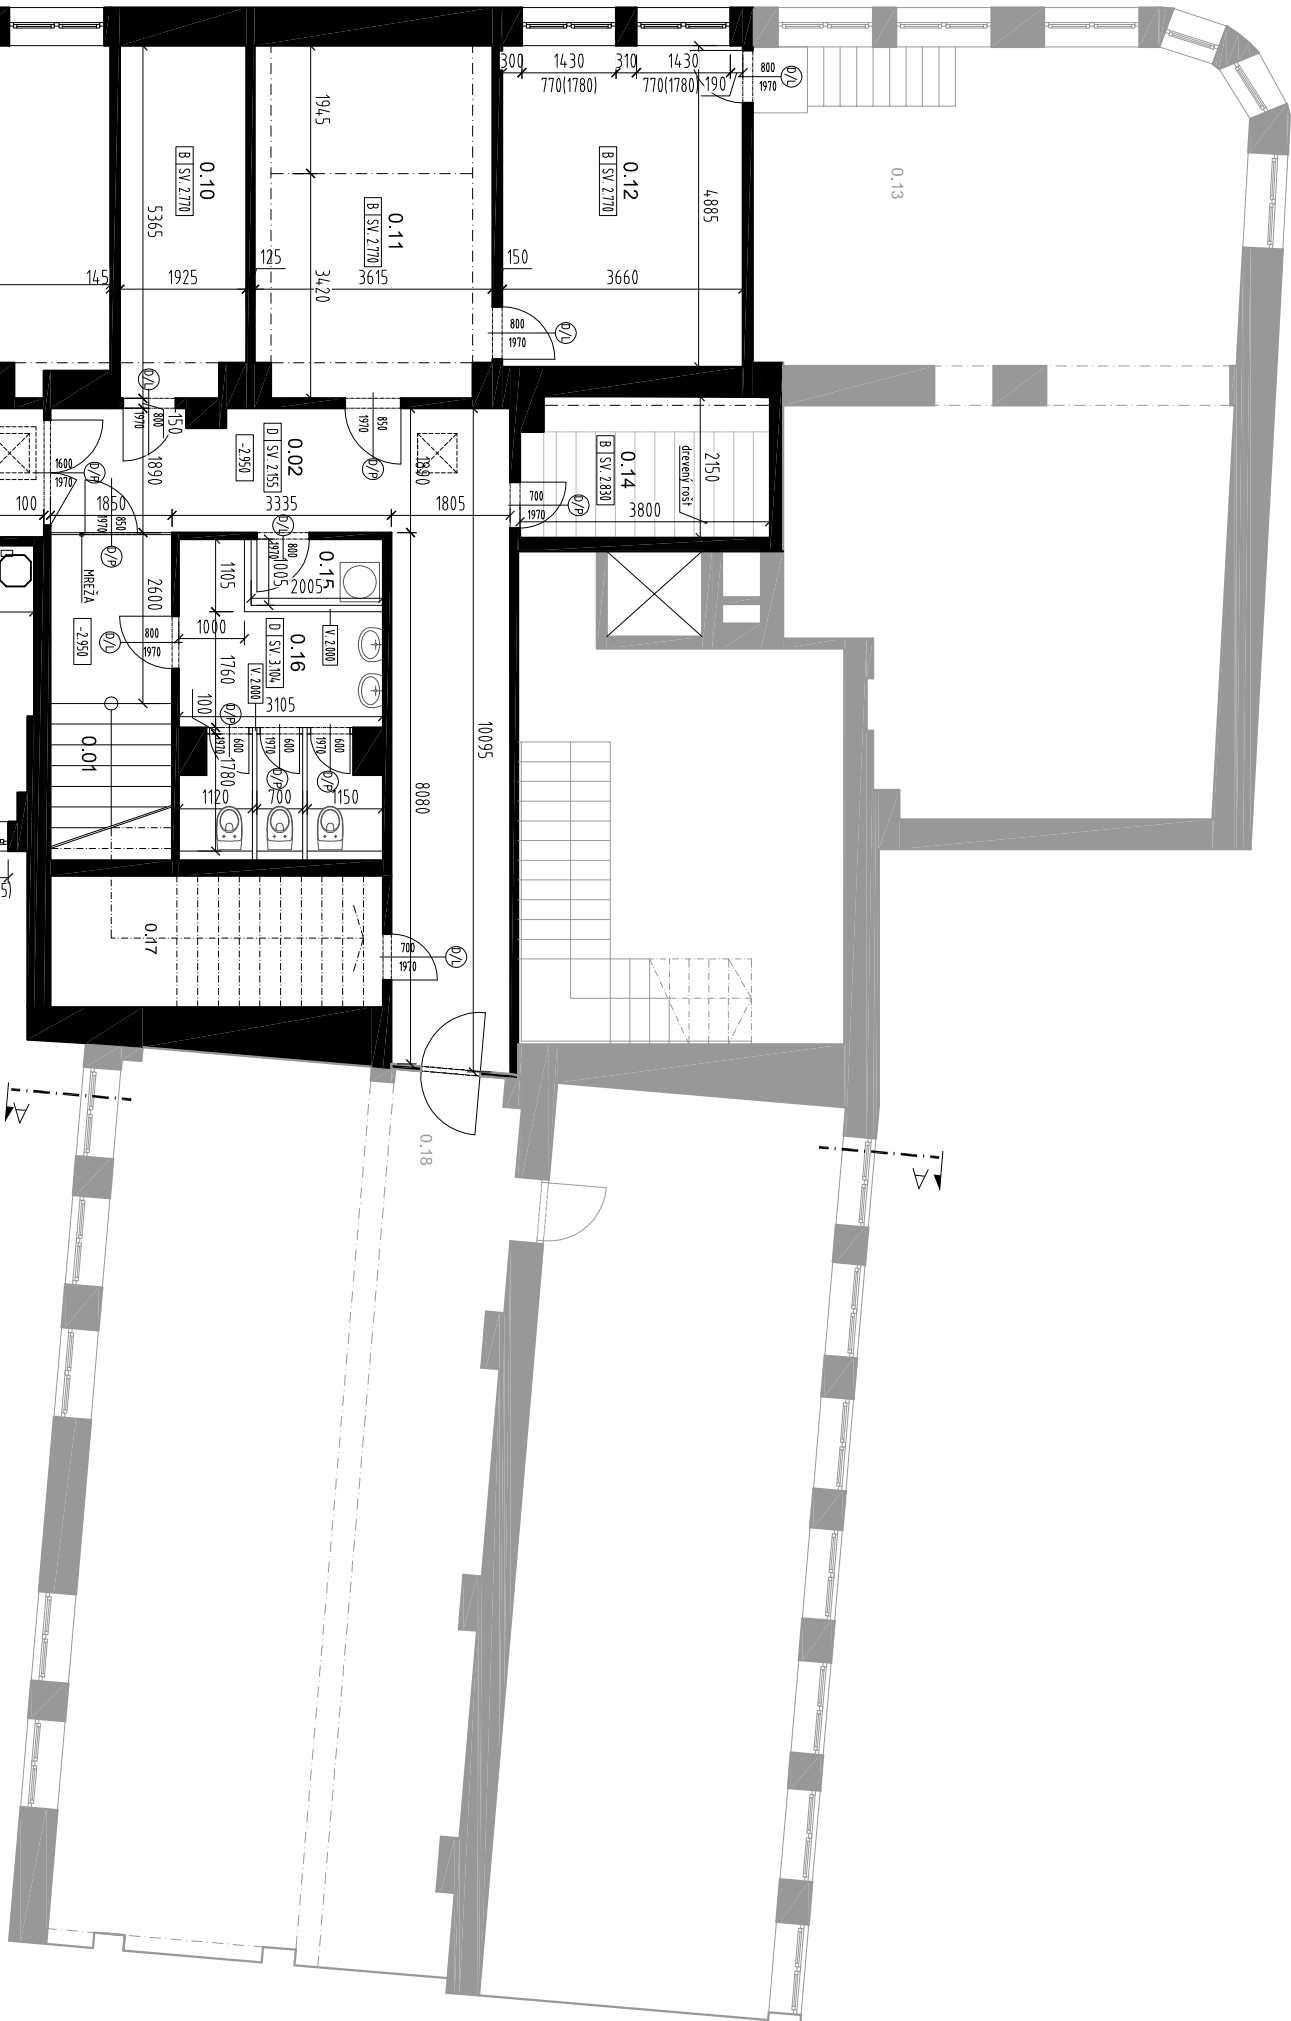 300
1430
310
1430
770(1780)
770(1780)
190
800
1970
D/L
1945
0.10
B
SV. 2.770
5365
0.11
B
SV. 2.770
0.12
B
SV. 2.770
4885
0.13
145
1925
125
3615
3420
150
3660
800
1970
D/L
D/L
800
1970
150
1890
0.02
D
SV. 2.155
-2.950
850
1970
D/P
1890
0.14
B
SV. 2.830
drevený rošt
2150
3800
1600
1970
D/P
100
1850
850
1970
D/P
3335
1805
700
1970
D/P
D/L
800
1970
MREŽA
-2.950
2600
D/L
800
1970
1105
1005
2005
0.15
1000
0.16
D
SV. 3.104
V. 2.000
V. 2.000
1760
100
3105
D/P
600
1970
600
1970
600
1970
D/P
D/P
1780
1120
700
1150
0.01
10095
8080
5)
0.17
700
1970
D/L
A
0.18
A